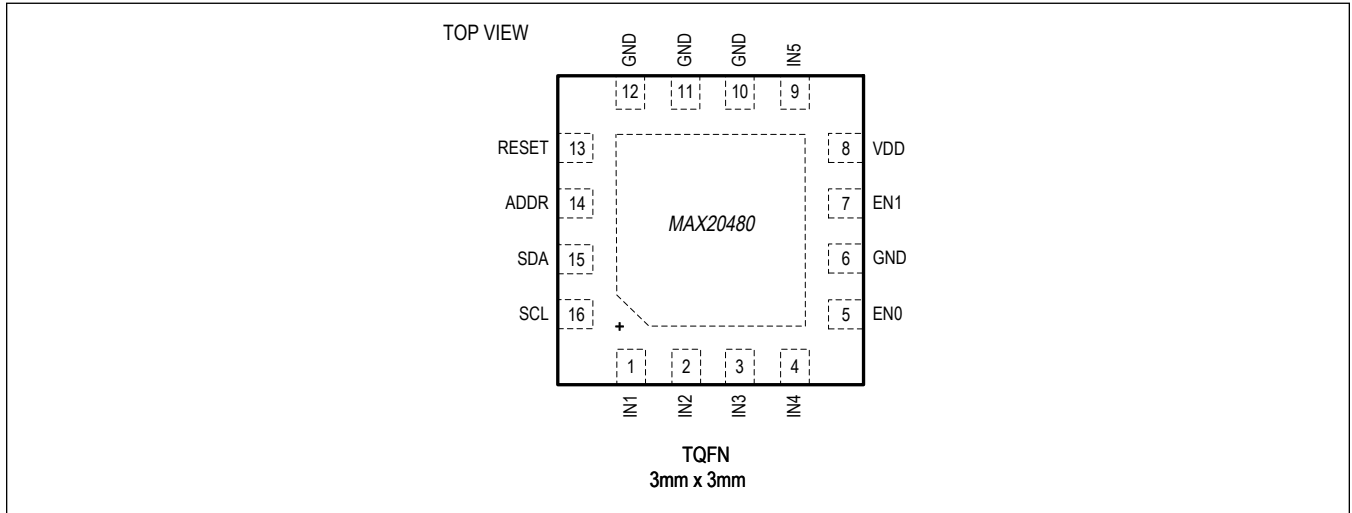 TOP VIEW
GND GND GND IN5
12 11 10 9
RESET 13 8 VDD
ADDR 14 7 EN1
MAX20480
SDA 15 6 GND
SCL 16 5 EN0
+
1 2 3 4
IN1 IN2 IN3 IN4
TQFN
3mm x 3mm